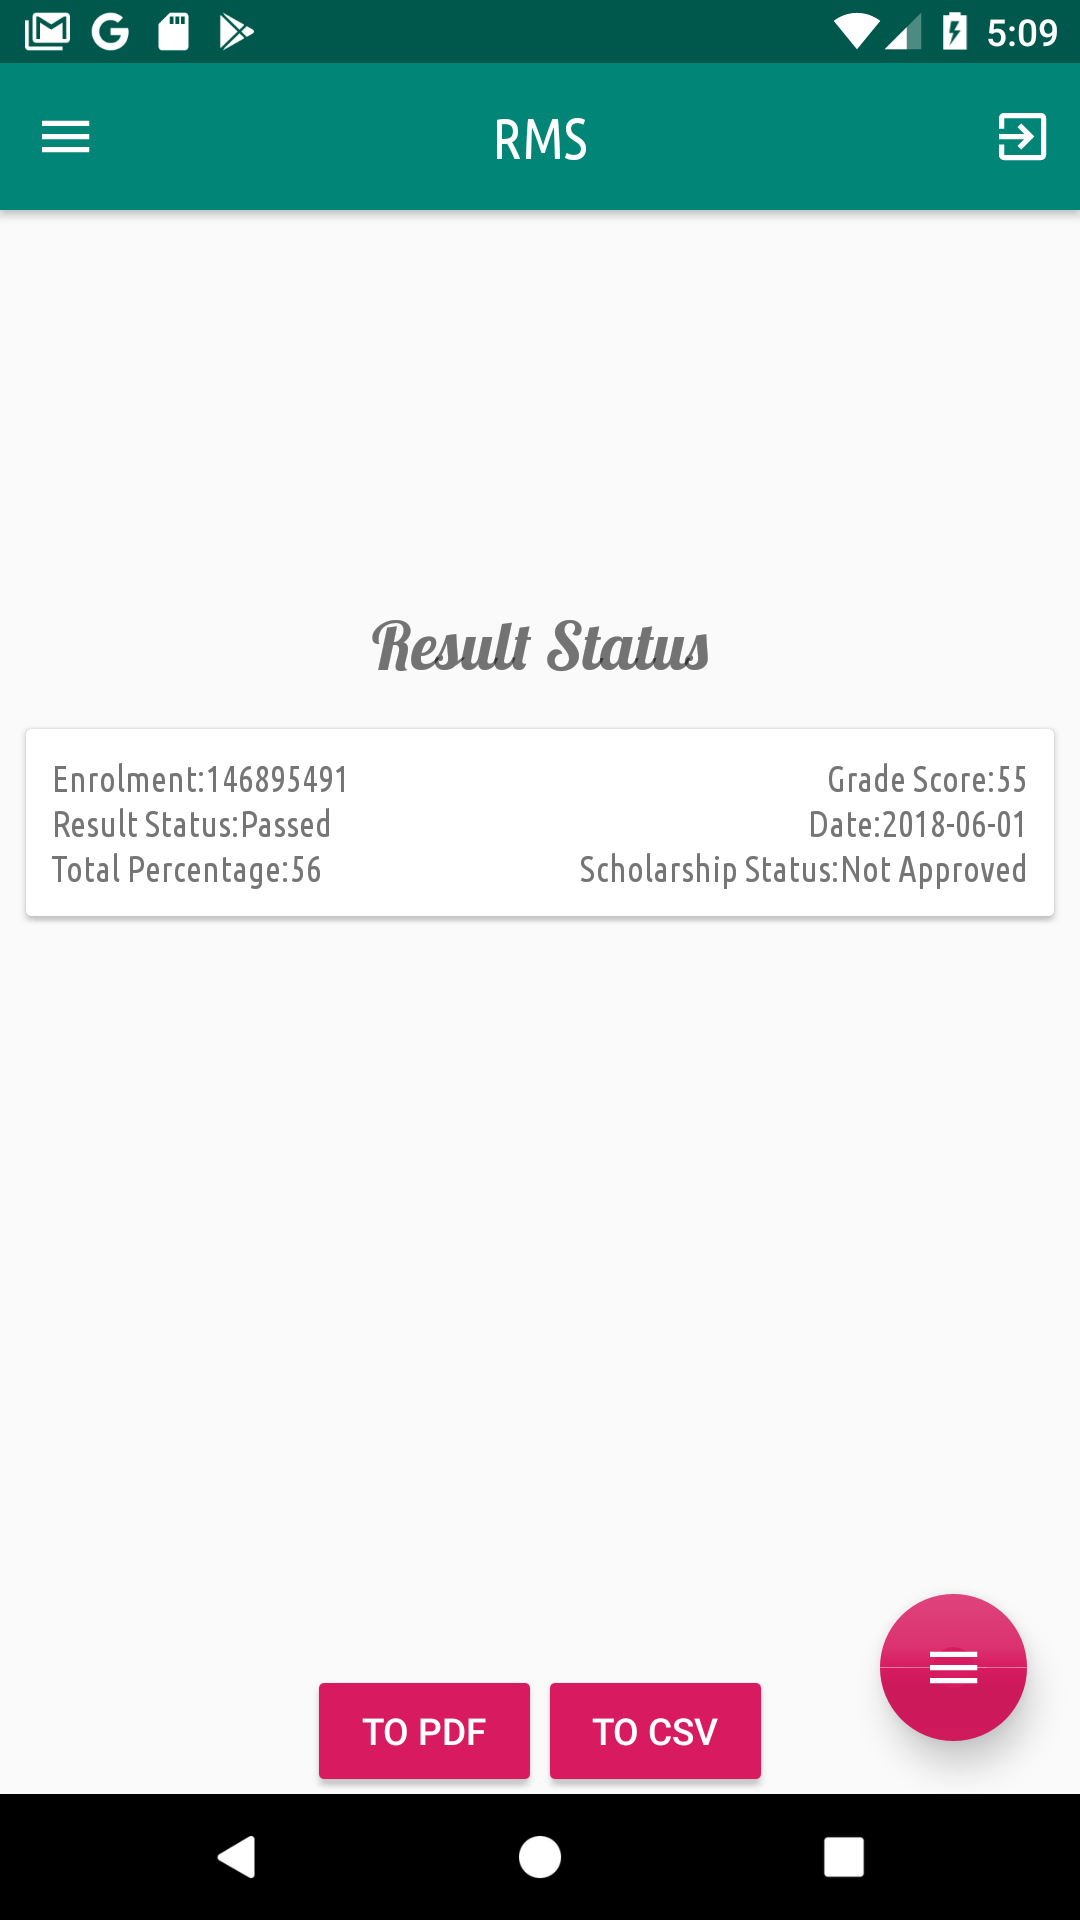 5:09
RMS
Result Status
Enrolment:146895491
Grade Score:55
Result Status:Passed
Date:2018-06-01
Total Percentage:56
Scholarship Status:Not Approved
TO PDF
TO CSV